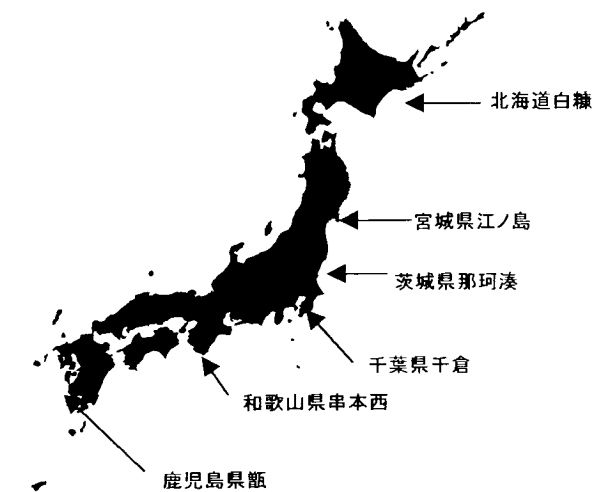 北海道白糠
宮城県江ノ島
茨城県那珂湊
千葉県千倉
和歌山県串本西
鹿児島県甑